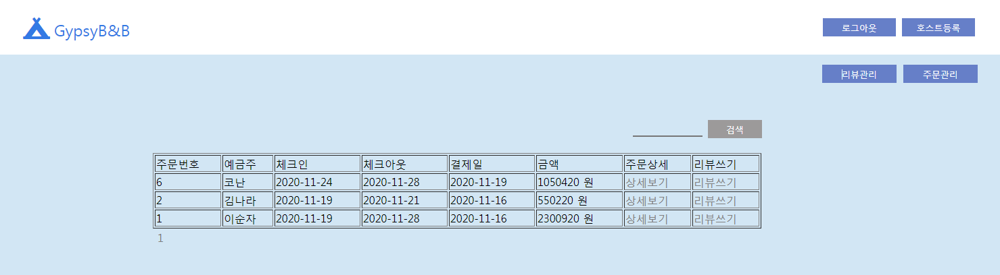 GypsyB&B 로그아웃 호스트등록
리뷰관리 주문관리
검색
주문번호 예금주 체크인 체크아웃 결제일 금액 주문상세 리뷰쓰기
6 코난 2020-11-24 2020-11-28 2020-11-19 1050420 원 상세보기 리뷰쓰기
2 김나라 2020-11-19 2020-11-21 2020-11-16 550220 원 상세보기 리뷰쓰기
1 이순자 2020-11-19 2020-11-28 2020-11-16 2300920 원 상세보기 리뷰쓰기
1